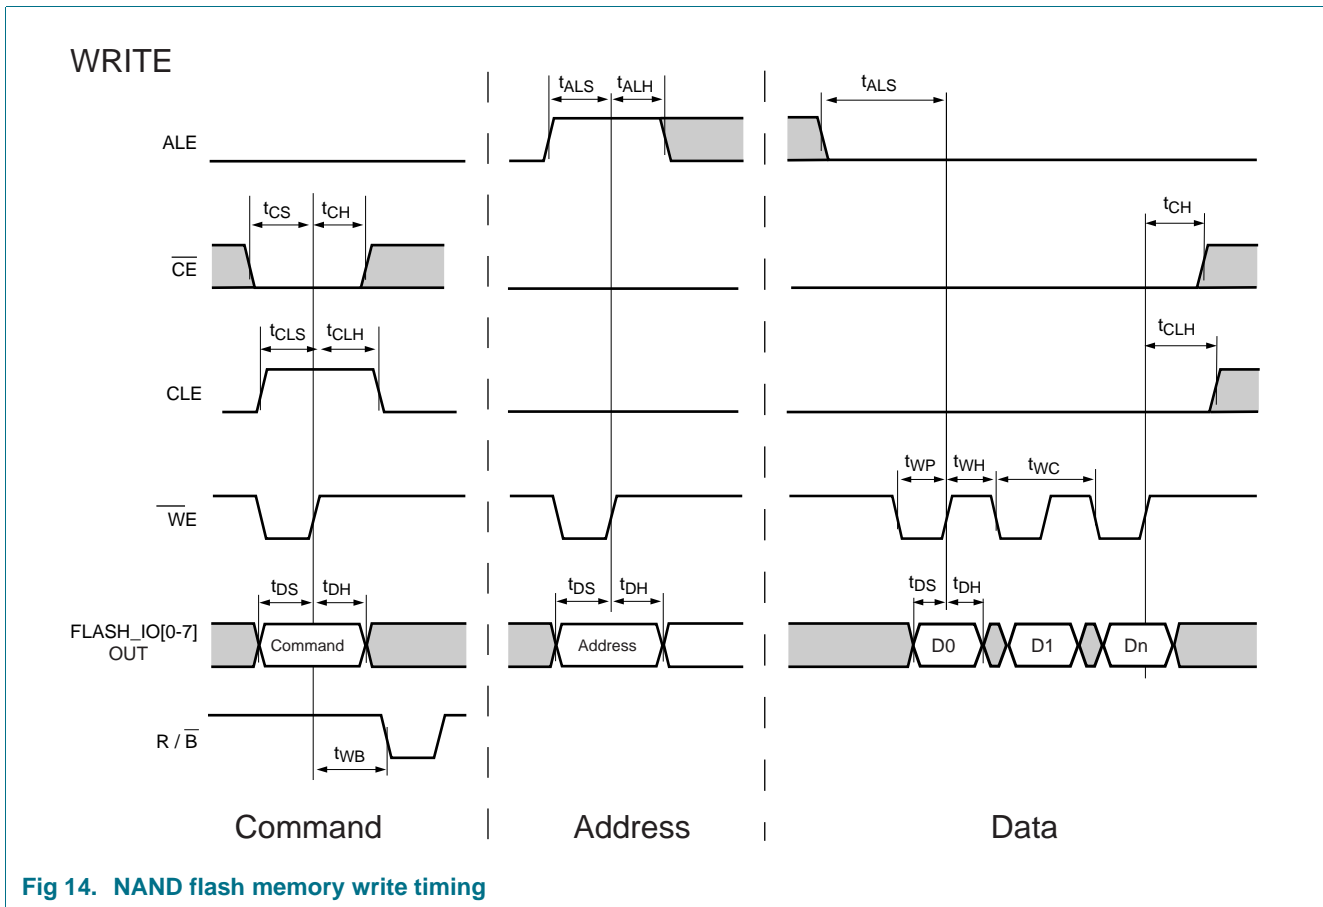 WRITE
tALS tALH tALS
ALE
tCS tCH tCH
CE
tCLS tCLH tCLH
CLE
tWP tWH tWC
WE
tDS tDH tDS tDH tDS tDH
FLASH_IO[0-7]
OUT
Command Address D0 D1 Dn
R / B
tWB
Command Address Data
Fig 14. NAND flash memory write timing